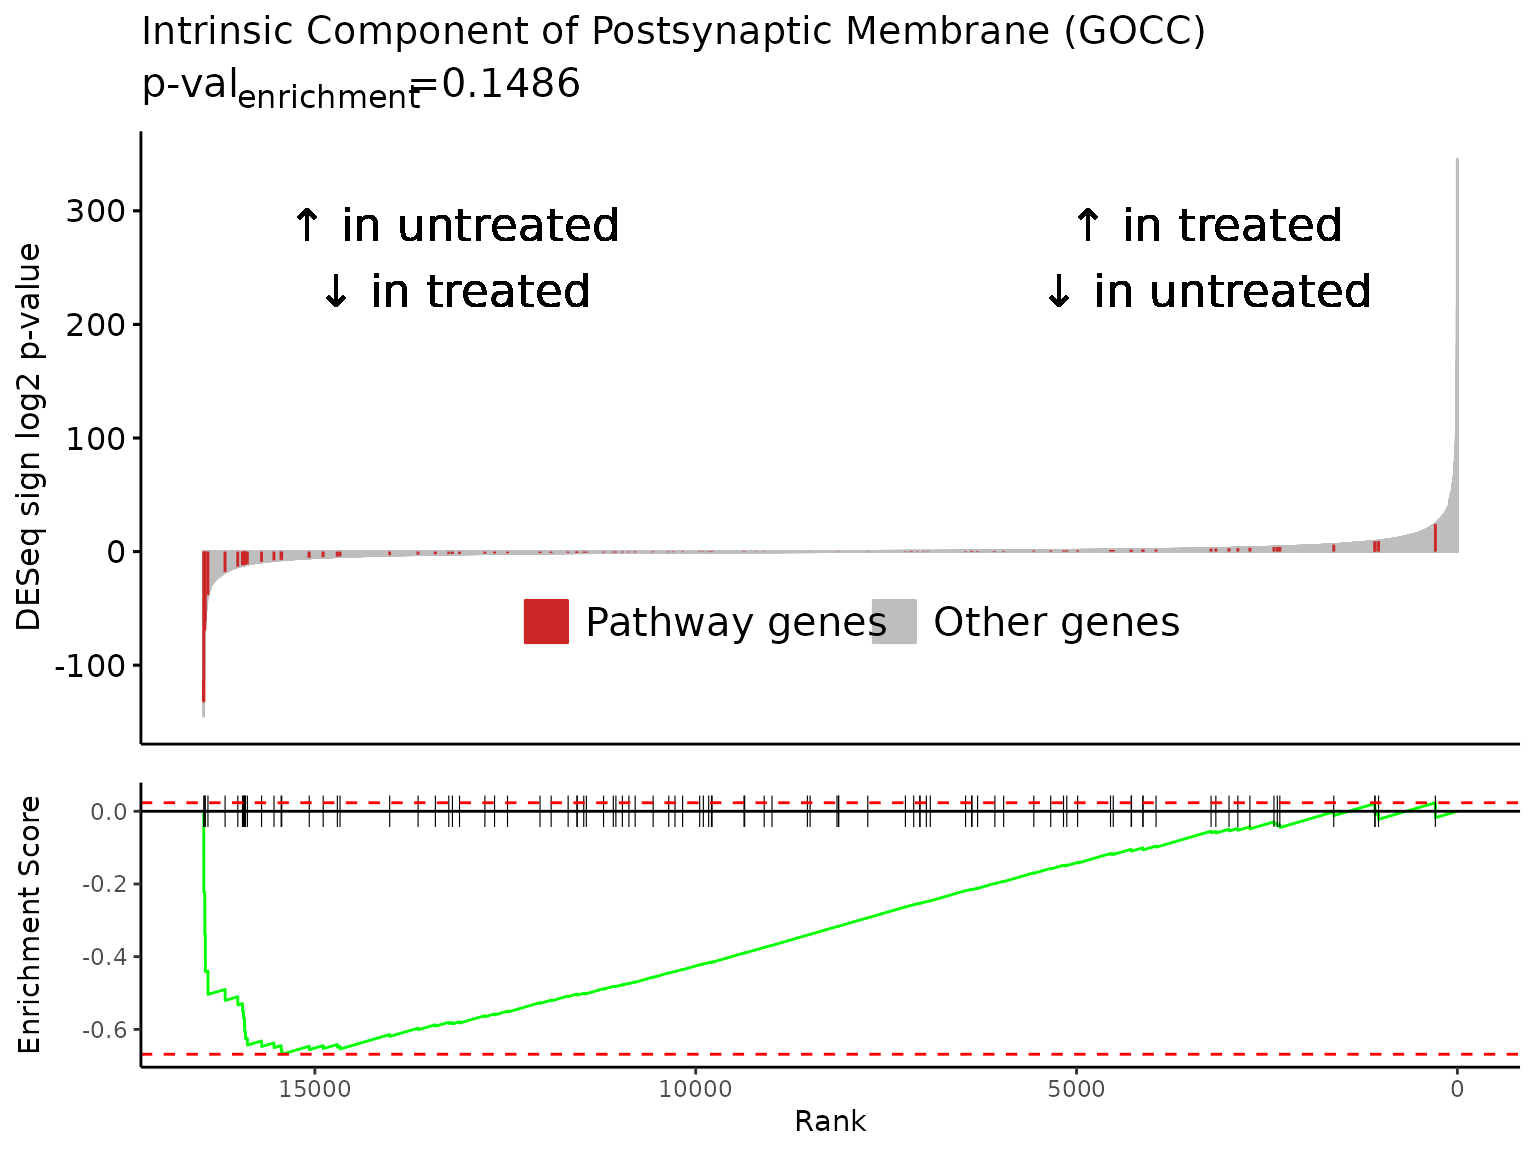 Intrinsic Component of Postsynaptic Membrane (GOCC)
p-val enrichment=0.1486
DESeq sign log2 p-value
300
200
100
0
-100
↑ in untreated
↓ in treated
↑ in treated
↓ in untreated
Pathway genes
Other genes
Enrichment Score
0.0
-0.2
-0.4
-0.6
15000
10000
5000
0
Rank